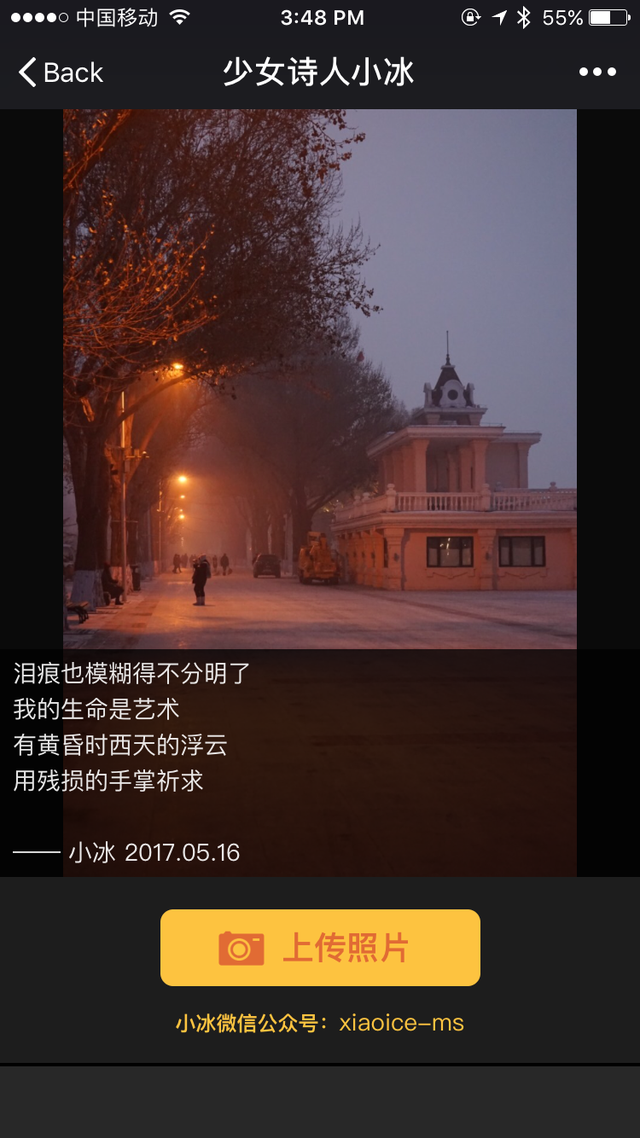 中国移动 3:48 PM 55%
Back 少女诗人小冰
泪痕也模糊得不分明了
我的生命是艺术
有黄昏时西天的浮云
用残损的手掌祈求
—— 小冰 2017.05.16
上传照片
小冰微信公众号：xiaoice-ms